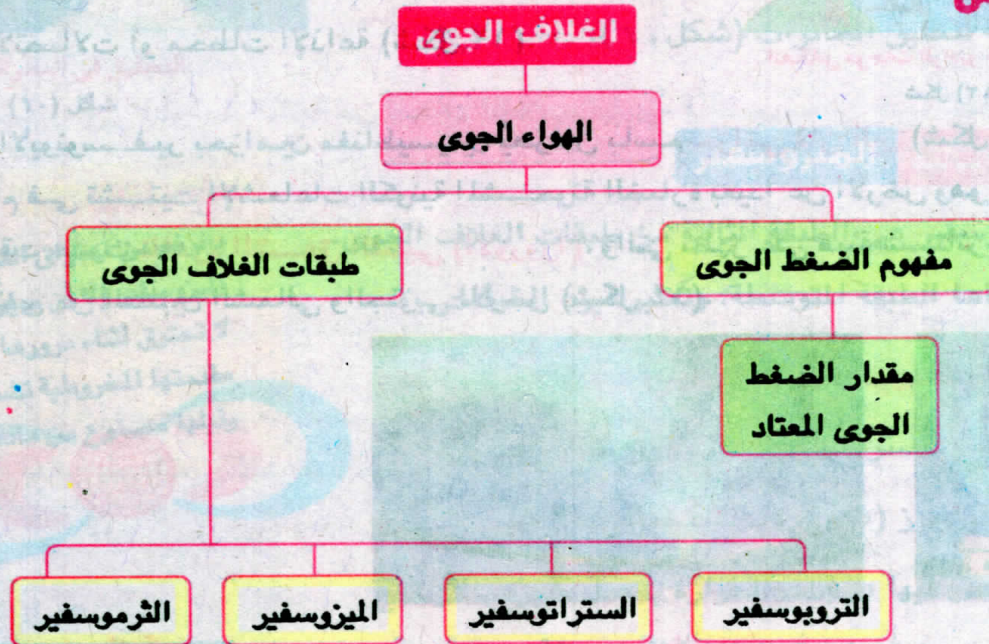 الغلاف الجوى
الهواء الجوى
مفهوم الضغط الجوى
طبقات الغلاف الجوى
مقدار الضغط
الجوى المعتاد
التروبوسفير
الستراتوسفير
الميزوسفير
الثرموسفير